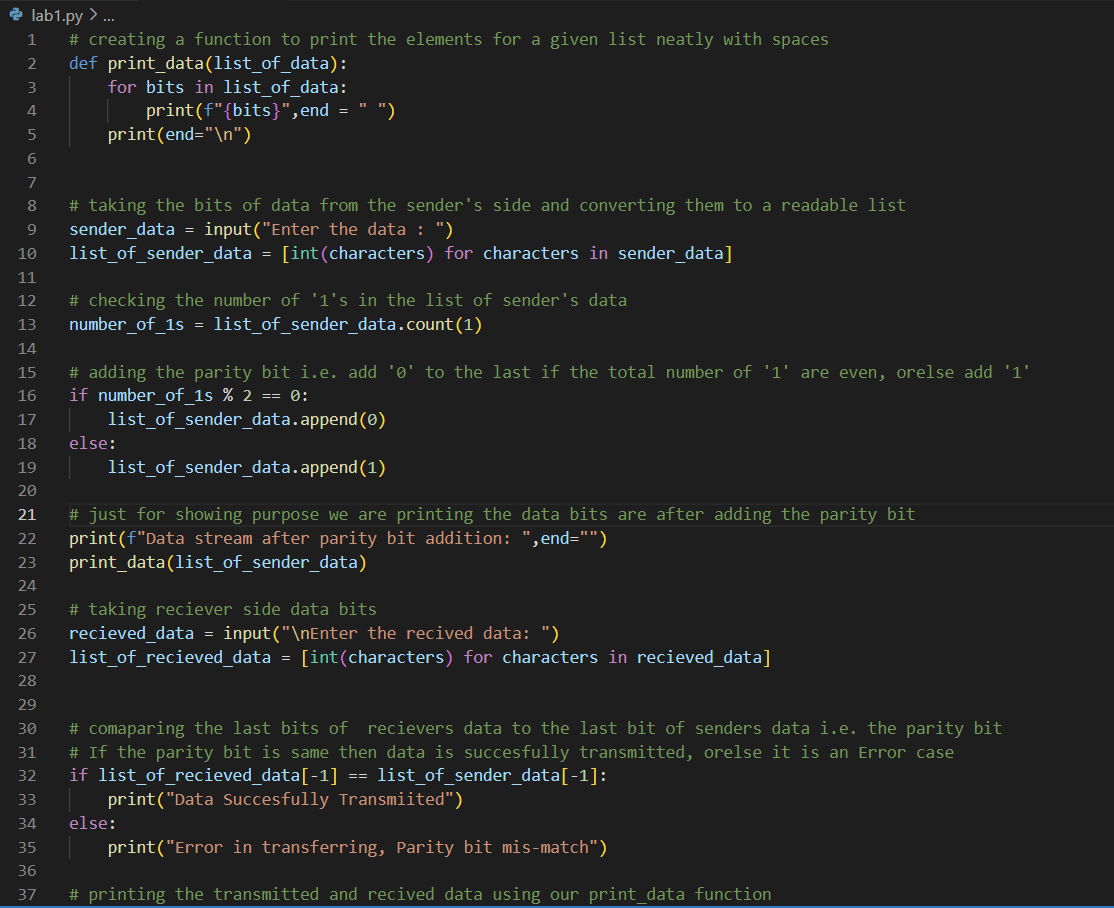 lab1.py > ...
1 # creating a function to print the elements for a given list neatly with spaces
2 def print_data(list_of_data):
3     for bits in list_of_data:
4         print(f"{bits}",end = " ")
5     print(end="\n")
6
7
8 # taking the bits of data from the sender's side and converting them to a readable list
9 sender_data = input("Enter the data : ")
10 list_of_sender_data = [int(characters) for characters in sender_data]
11
12 # checking the number of '1's in the list of sender's data
13 number_of_1s = list_of_sender_data.count(1)
14
15 # adding the parity bit i.e. add '0' to the last if the total number of '1' are even, orelse add '1'
16 if number_of_1s % 2 == 0:
17     list_of_sender_data.append(0)
18 else:
19     list_of_sender_data.append(1)
20
21 # just for showing purpose we are printing the data bits are after adding the parity bit
22 print(f"Data stream after parity bit addition: ",end="")
23 print_data(list_of_sender_data)
24
25 # taking reciever side data bits
26 recieved_data = input("\nEnter the recived data: ")
27 list_of_recieved_data = [int(characters) for characters in recieved_data]
28
29
30 # comaparing the last bits of  recievers data to the last bit of senders data i.e. the parity bit
31 # If the parity bit is same then data is succesfully transmitted, orelse it is an Error case
32 if list_of_recieved_data[-1] == list_of_sender_data[-1]:
33     print("Data Succesfully Transmiited")
34 else:
35     print("Error in transferring, Parity bit mis-match")
36
37 # printing the transmitted and recived data using our print_data function